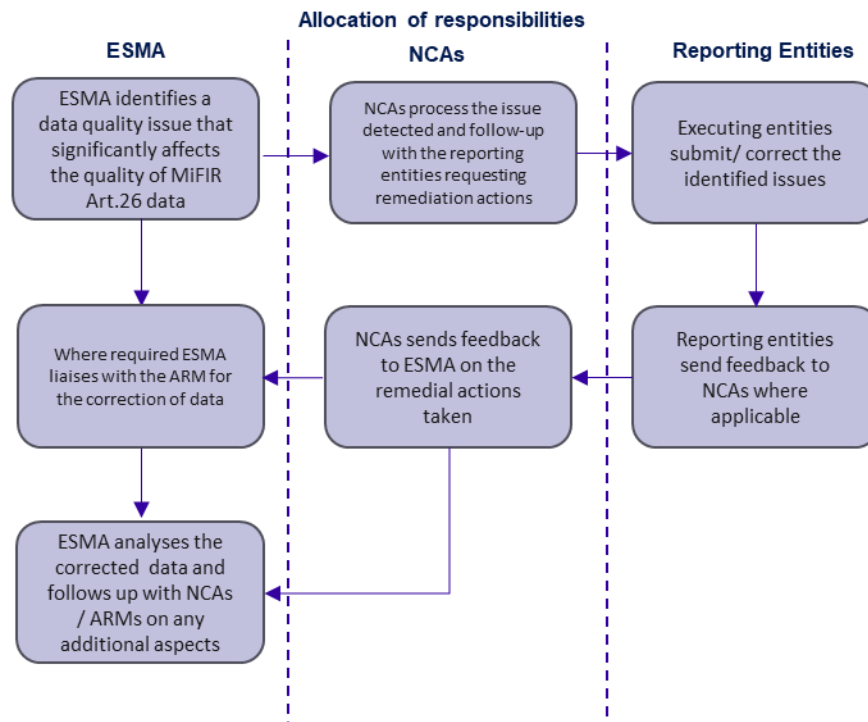 Allocation of responsibilities
ESMA
NCAs
Reporting Entities
ESMA identifies a
data quality issue that
significantly affects
the quality of MiFIR
Art.26 data
NCAs process the issue
detected and follow-up
with the reporting
entities requesting
remediation actions
Executing entities
submit/ correct the
identified issues
Where required ESMA
liaises with the ARM for
the correction of data
NCAs sends feedback
to ESMA on the
remedial actions
taken
Reporting entities
send feedback to
NCAs where
applicable
ESMA analyses the
corrected data and
follows up with NCAs
/ ARMs on any
additional aspects